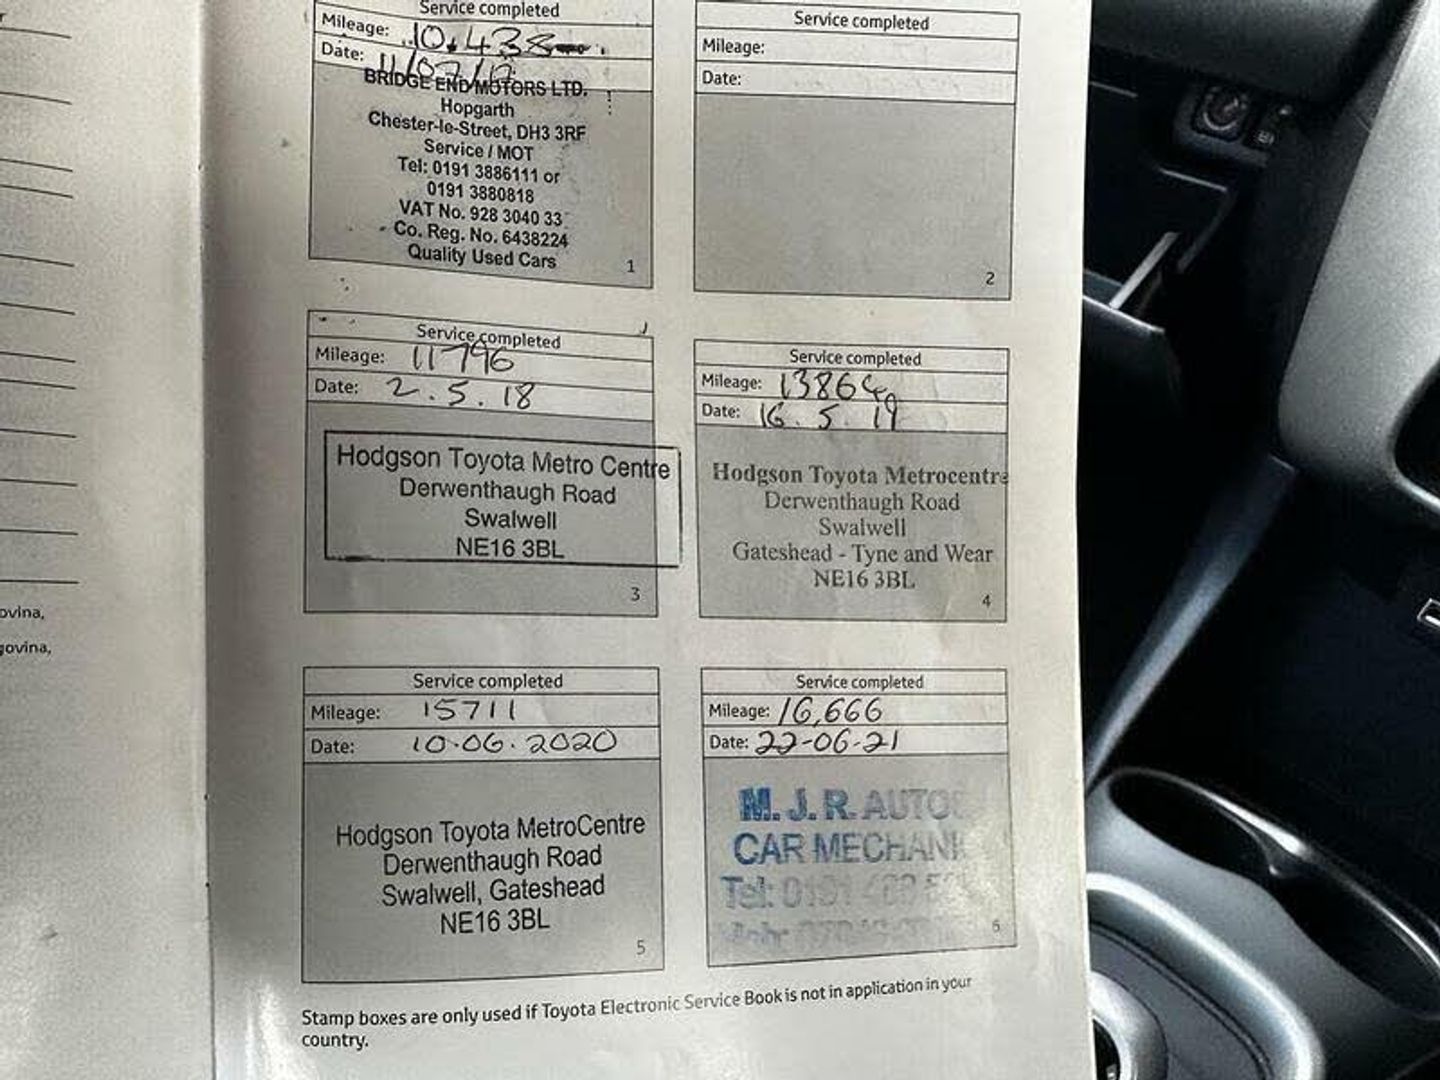 Service completed
Mileage: 10,438
Date: 11/07/17
BRIDGE END MOTORS LTD.
Hopgarth
Chester-le-Street, DH3 3RF
Service / MOT
Tel: 0191 3886111 or
0191 3880818
VAT No. 928 3040 33
Co. Reg. No. 6438224
Quality Used Cars
1
Service completed
Mileage:
Date:
2
Service completed
Mileage: 11796
Date: 2.5.18
Hodgson Toyota Metro Centre
Derwenthaugh Road
Swalwell
NE16 3BL
3
Service completed
Mileage: 13864
Date: 16.5.19
Hodgson Toyota Metrocentre
Derwenthaugh Road
Swalwell
Gateshead - Tyne and Wear
NE16 3BL
4
Service completed
Mileage: 15711
Date: 10.06.2020
Hodgson Toyota MetroCentre
Derwenthaugh Road
Swalwell, Gateshead
NE16 3BL
5
Service completed
Mileage: 16,666
Date: 22-06-21
M.J.R. AUTOS
CAR MECHANI
Tel: 0191
6
Stamp boxes are only used if Toyota Electronic Service Book is not in application in your
country.
ovina,
govina,